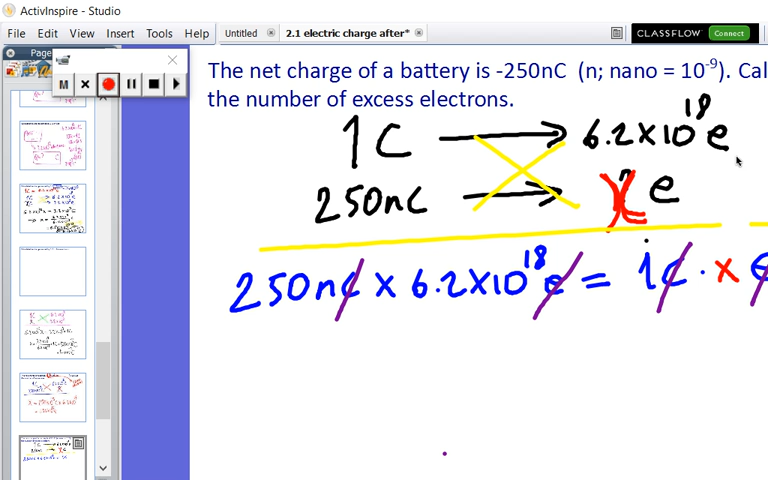 ActivInspire - Studio
File Edit View Insert Tools Help
Untitled
2.1 electric charge after*
CLASSFLOW Connect
Page
M
The net charge of a battery is -250nC (n; nano = 10⁻⁹). Cal
the number of excess electrons.
1C → 6.2x10¹⁸e
250nC → x e
250nC x 6.2x10¹⁸e = 1C · x e